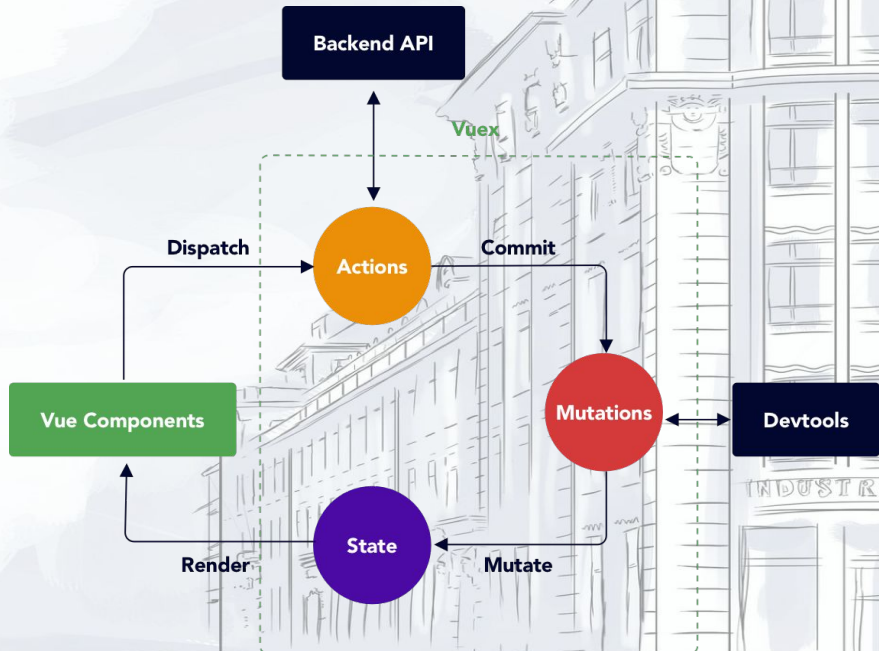 Backend API
Vuex
Dispatch
Actions
Commit
Vue Components
Mutations
Devtools
INDUSTR
State
Render
Mutate